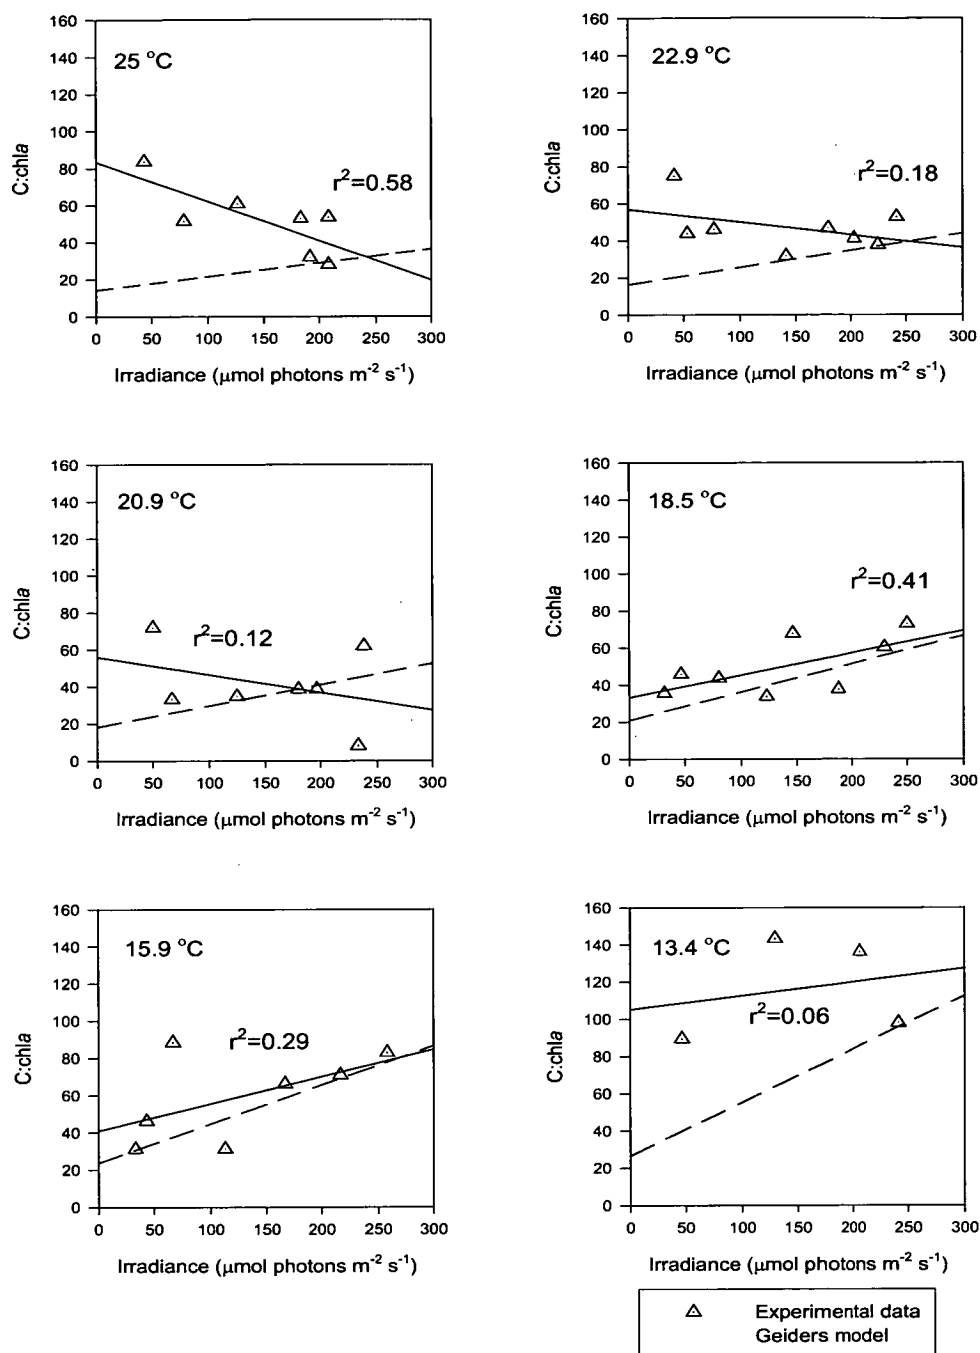 160
140
120
100
80
60
40
20
0
C:chla
25 °C
r²=0.58
0 50 100 150 200 250 300
Irradiance (μmol photons m⁻² s⁻¹)
160
140
120
100
80
60
40
20
0
C:chla
22.9 °C
r²=0.18
0 50 100 150 200 250 300
Irradiance (μmol photons m⁻² s⁻¹)
160
140
120
100
80
60
40
20
0
C:chla
20.9 °C
r²=0.12
0 50 100 150 200 250 300
Irradiance (μmol photons m⁻² s⁻¹)
160
140
120
100
80
60
40
20
0
C:chla
18.5 °C
r²=0.41
0 50 100 150 200 250 300
Irradiance (μmol photons m⁻² s⁻¹)
160
140
120
100
80
60
40
20
0
C:chla
15.9 °C
r²=0.29
0 50 100 150 200 250 300
Irradiance (μmol photons m⁻² s⁻¹)
160
140
120
100
80
60
40
20
0
C:chla
13.4 °C
r²=0.06
0 50 100 150 200 250 300
Irradiance (μmol photons m⁻² s⁻¹)
Experimental data
Geiders model